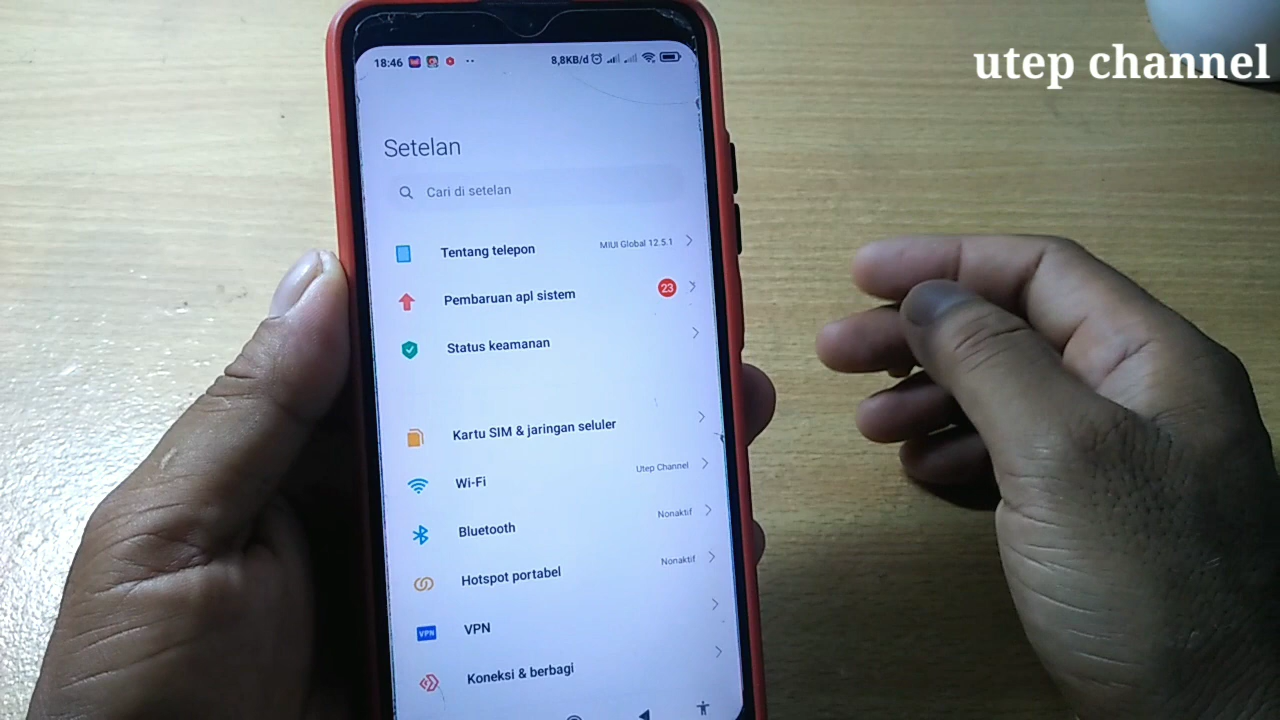 utep channel
18:46 8,8KB/d
Setelan
Cari di setelan
Tentang telepon MIUI Global 12.5.1
Pembaruan apl sistem 23
Status keamanan
Kartu SIM & jaringan seluler
Wi-Fi Utep Channel
Bluetooth Nonaktif
Hotspot portabel Nonaktif
VPN VPN
Koneksi & berbagi